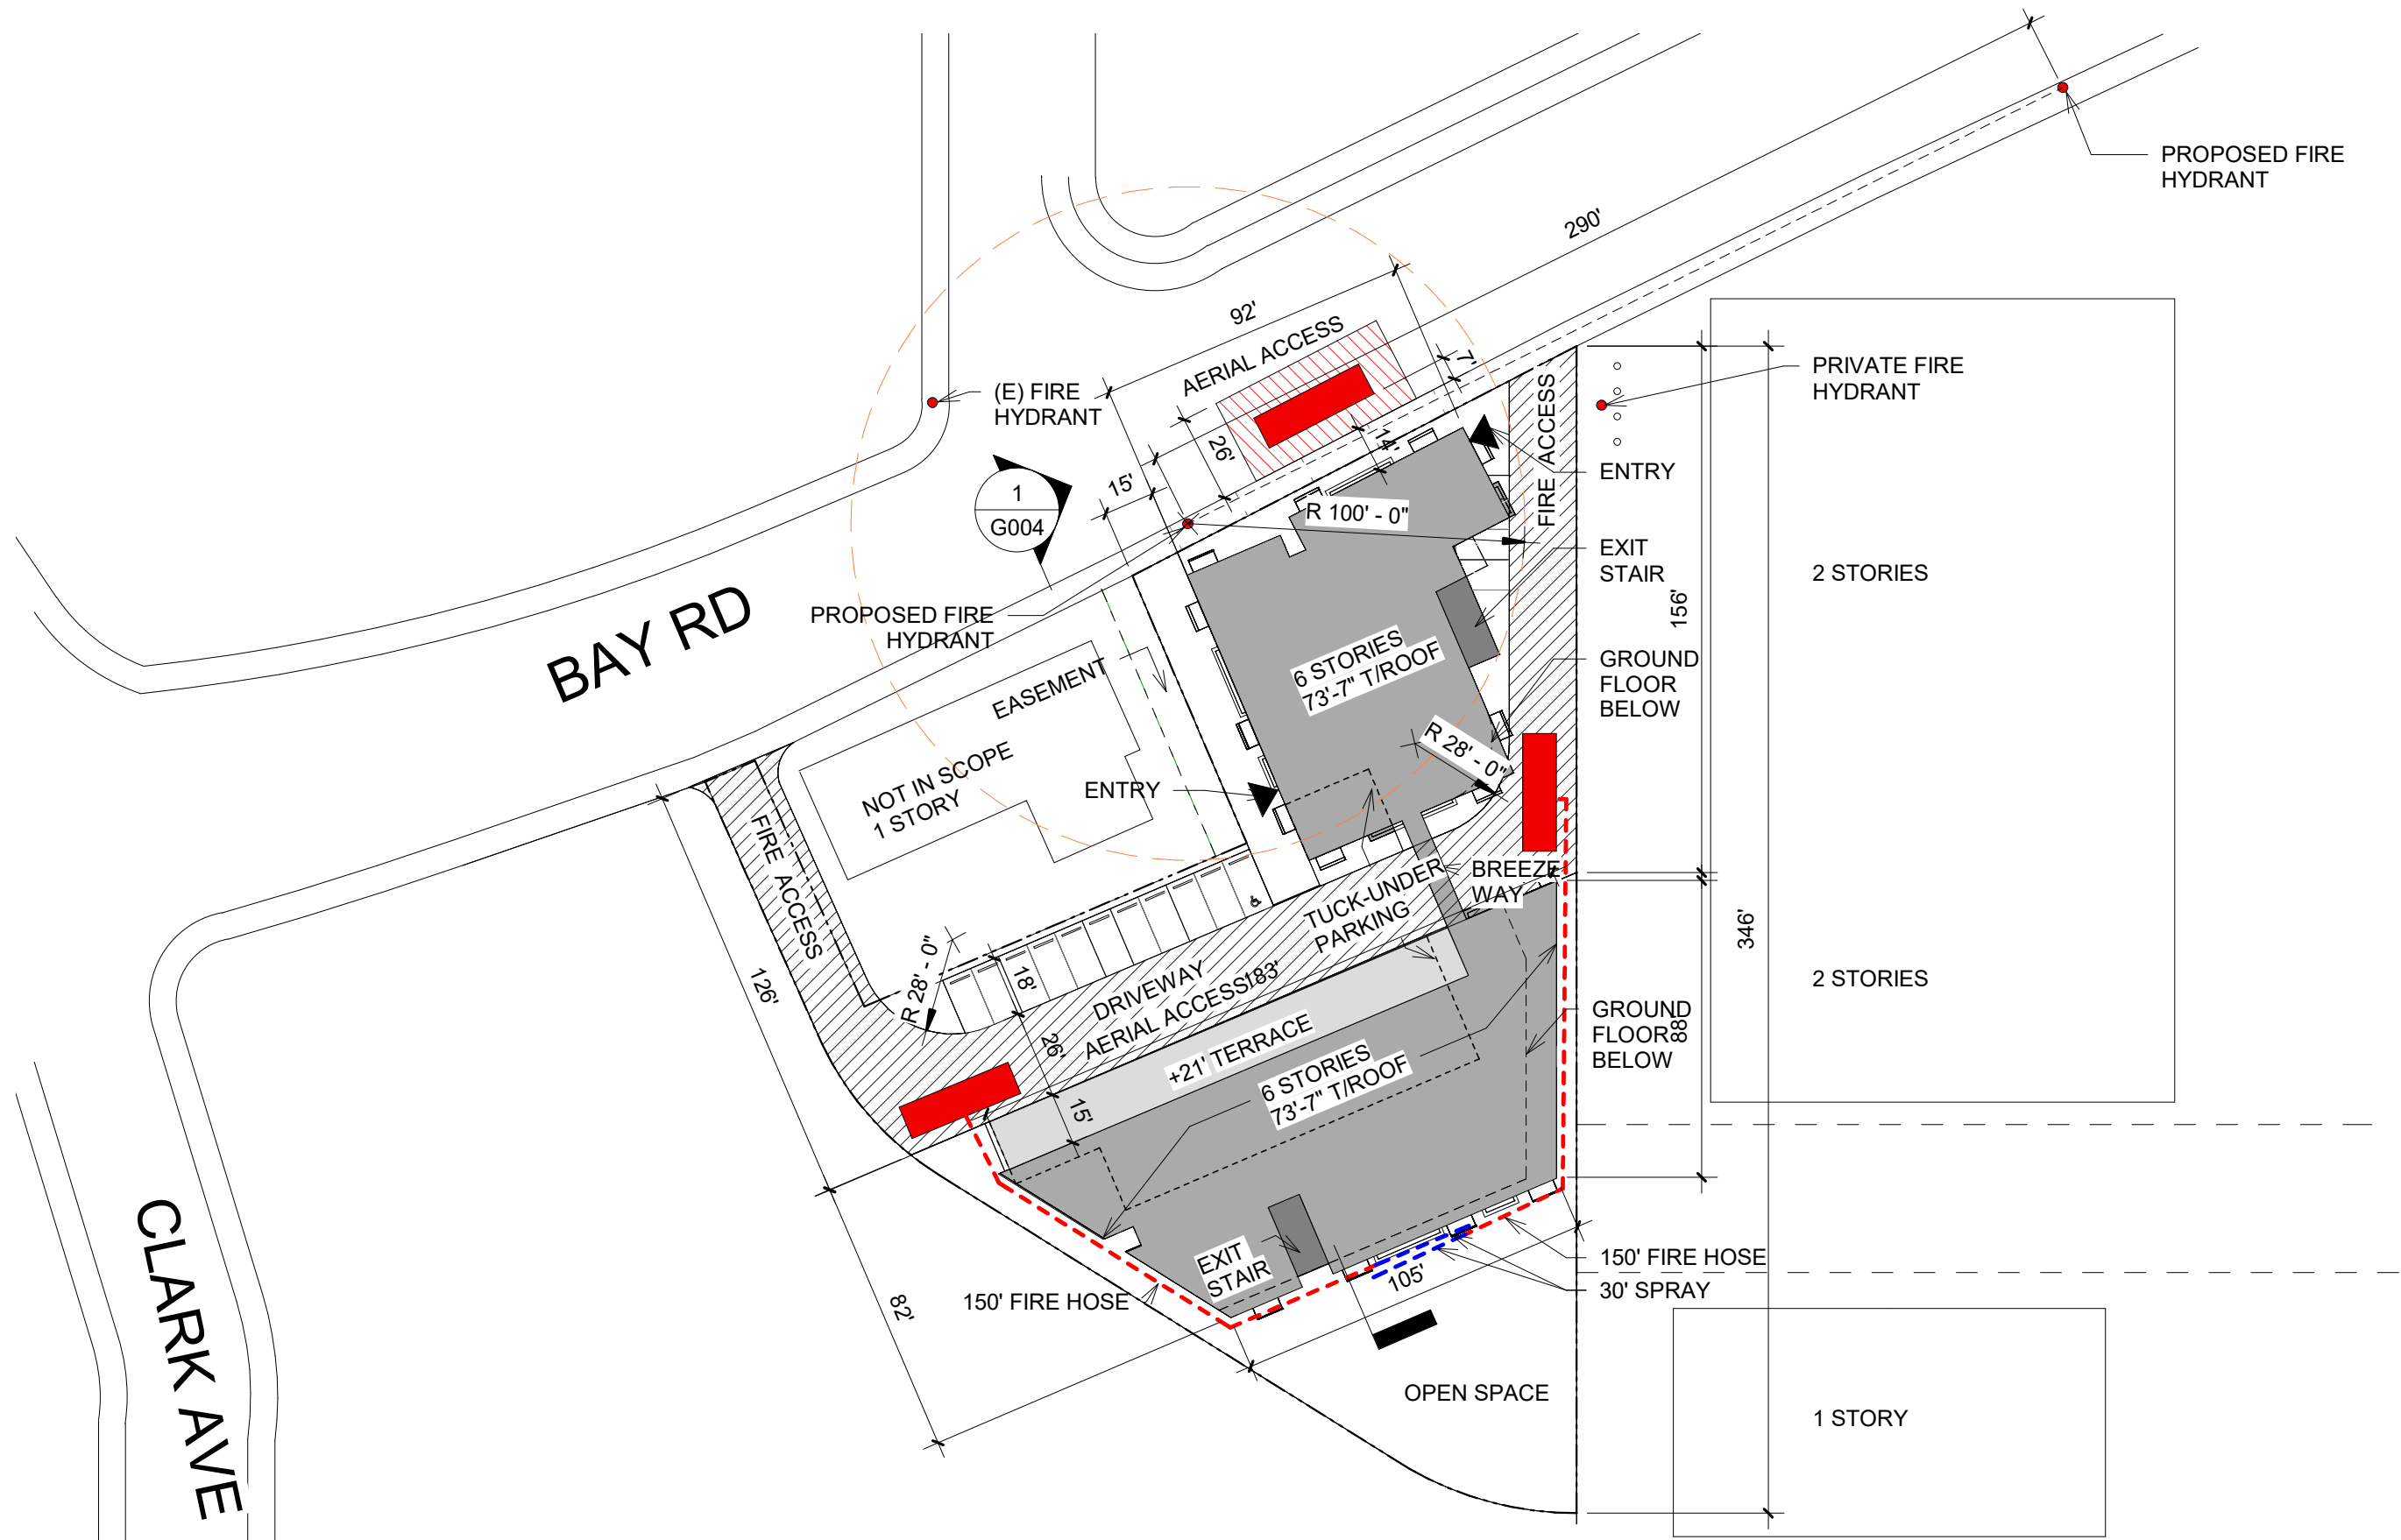 PROPOSED FIRE
HYDRANT
290'
92'
AERIAL ACCESS
7'
(E) FIRE
HYDRANT
PRIVATE FIRE
HYDRANT
FIRE ACCESS
26'
14'
15'
ENTRY
1
G004
R 100' - 0"
EXIT
STAIR
2 STORIES
156'
BAY RD
PROPOSED FIRE
HYDRANT
6 STORIES
73'-7" T/ROOF
GROUND
FLOOR
BELOW
EASEMENT
R 28' - 0"
NOT IN SCOPE
1 STORY
ENTRY
FIRE ACCESS
BREEZE
WAY
TUCK-UNDER
PARKING
346'
126'
R 28' - 0"
18'
DRIVEWAY
AERIAL ACCESS
183'
2 STORIES
GROUND
FLOOR
BELOW
88'
26'
+21' TERRACE
15'
6 STORIES
73'-7" T/ROOF
CLARK AVE
EXIT
STAIR
150' FIRE HOSE
30' SPRAY
105'
150' FIRE HOSE
82'
OPEN SPACE
1 STORY